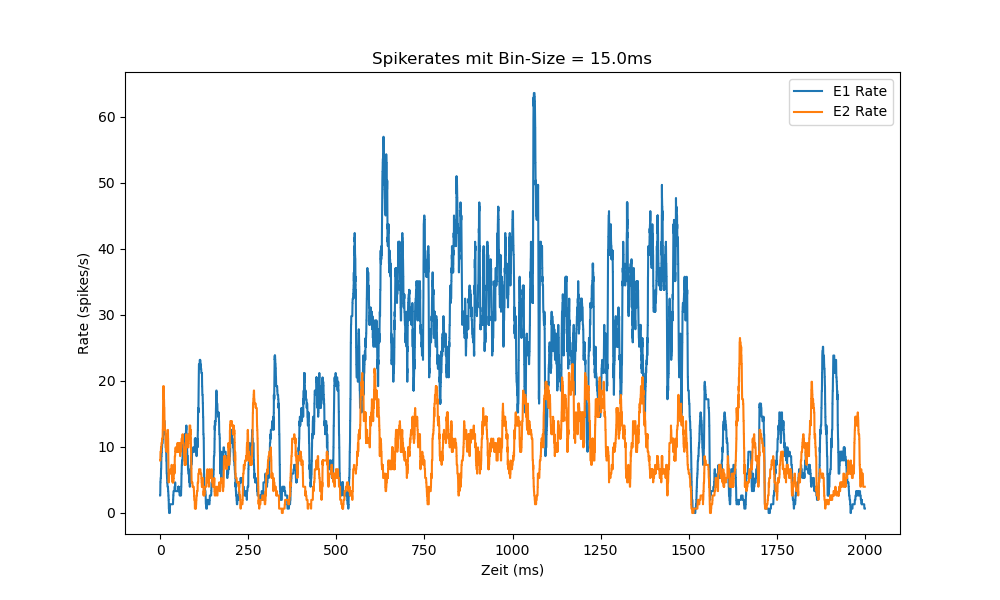 Spikerates mit Bin-Size = 15.0ms
E1 Rate
E2 Rate
60
50
40
30
20
10
0
Rate (spikes/s)
0 250 500 750 1000 1250 1500 1750 2000
Zeit (ms)